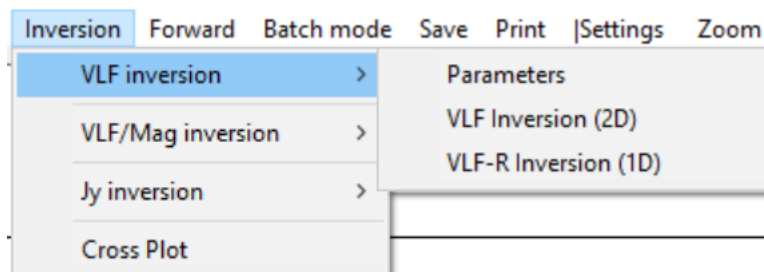 Inversion Forward Batch mode Save Print |Settings Zoom
VLF inversion > Parameters
VLF Inversion (2D)
VLF/Mag inversion >
VLF-R Inversion (1D)
Jy inversion >
Cross Plot